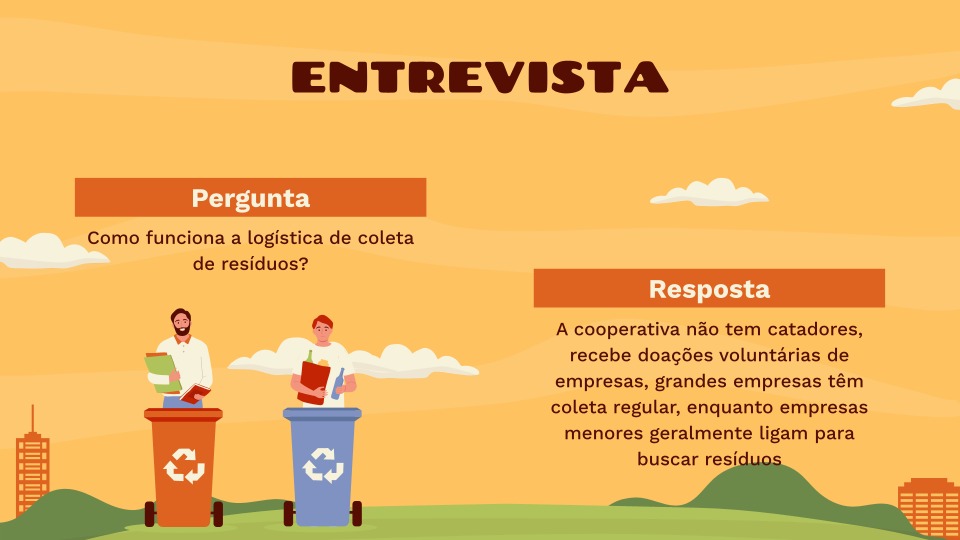 ENTREVISTA
Pergunta
Como funciona a logística de coleta
de resíduos?
Resposta
A cooperativa não tem catadores,
recebe doações voluntárias de
empresas, grandes empresas têm
coleta regular, enquanto empresas
menores geralmente ligam para
buscar resíduos